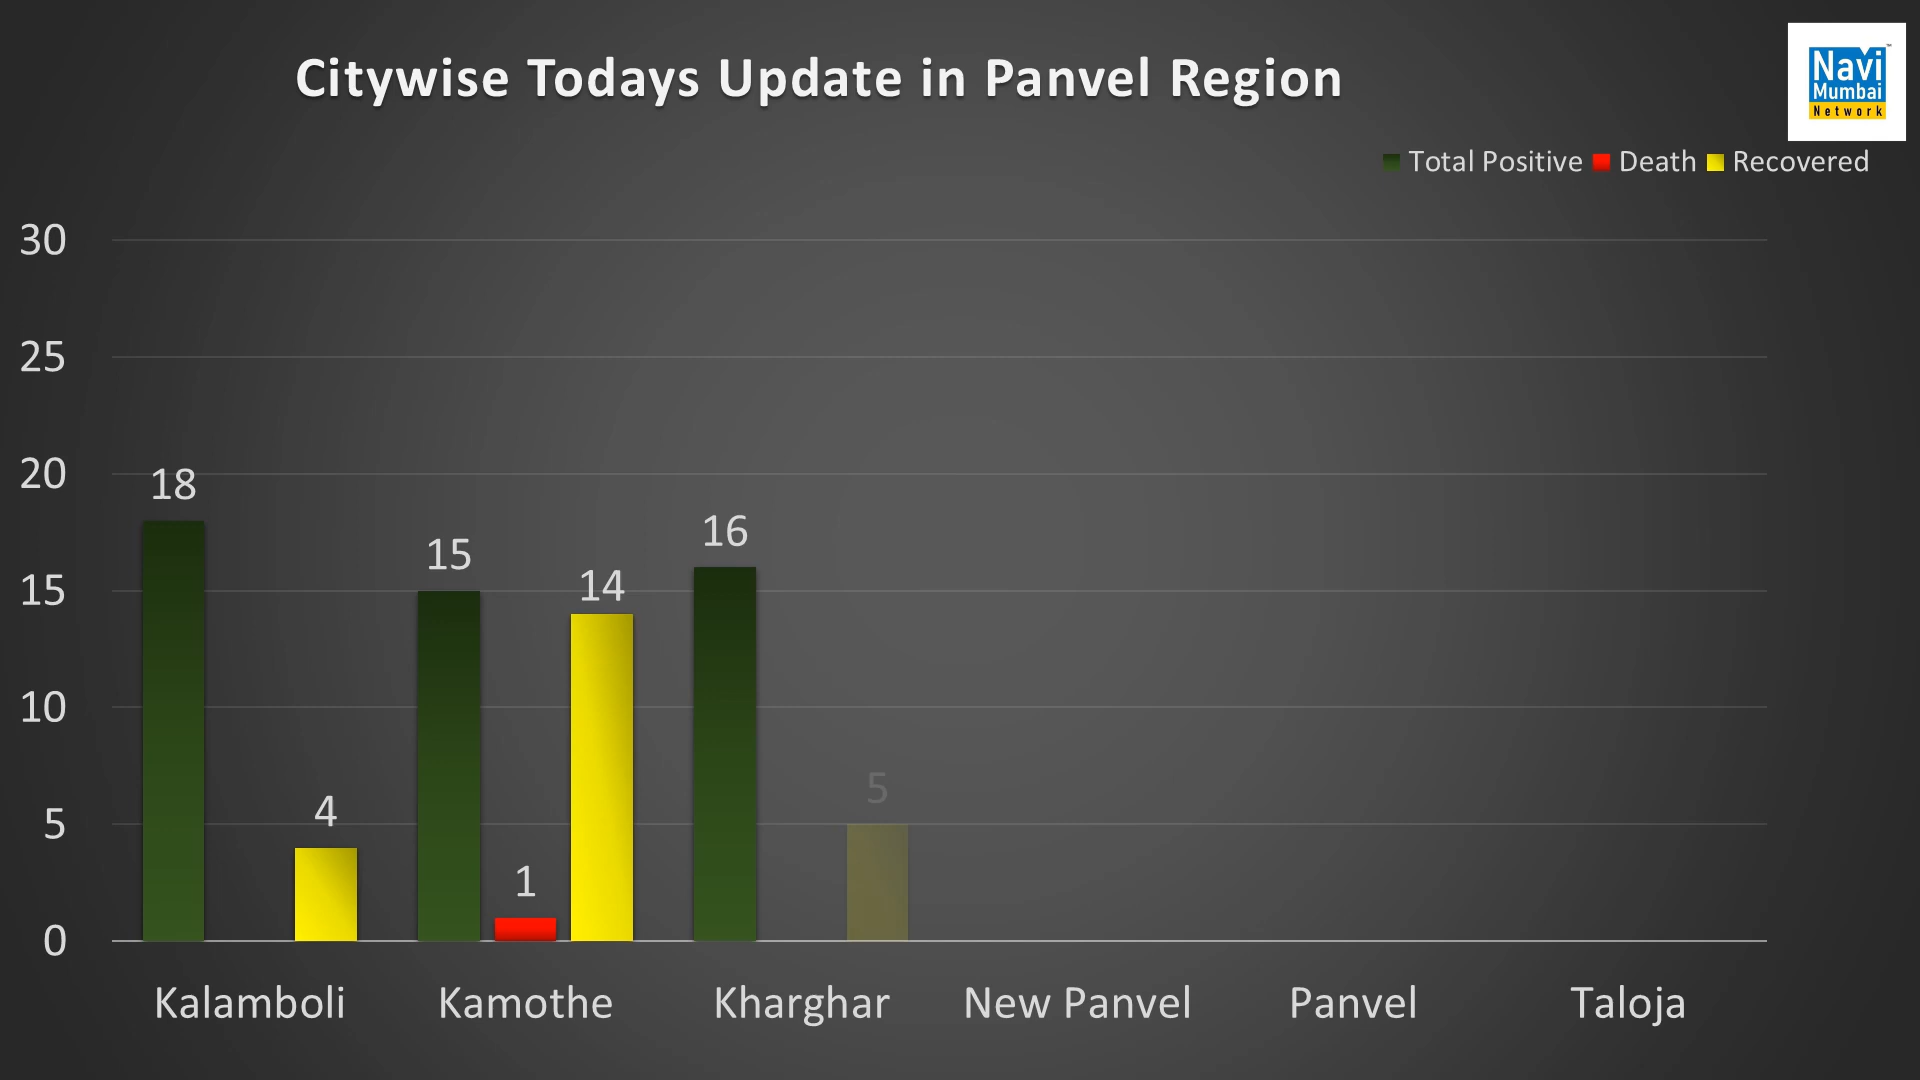 Citywise Todays Update in Panvel Region
Navi
Mumbai
Network
™
Total Positive Death Recovered
30
25
20
15
10
5
0
18
4
15
1
14
16
5
Kalamboli Kamothe Kharghar New Panvel Panvel Taloja